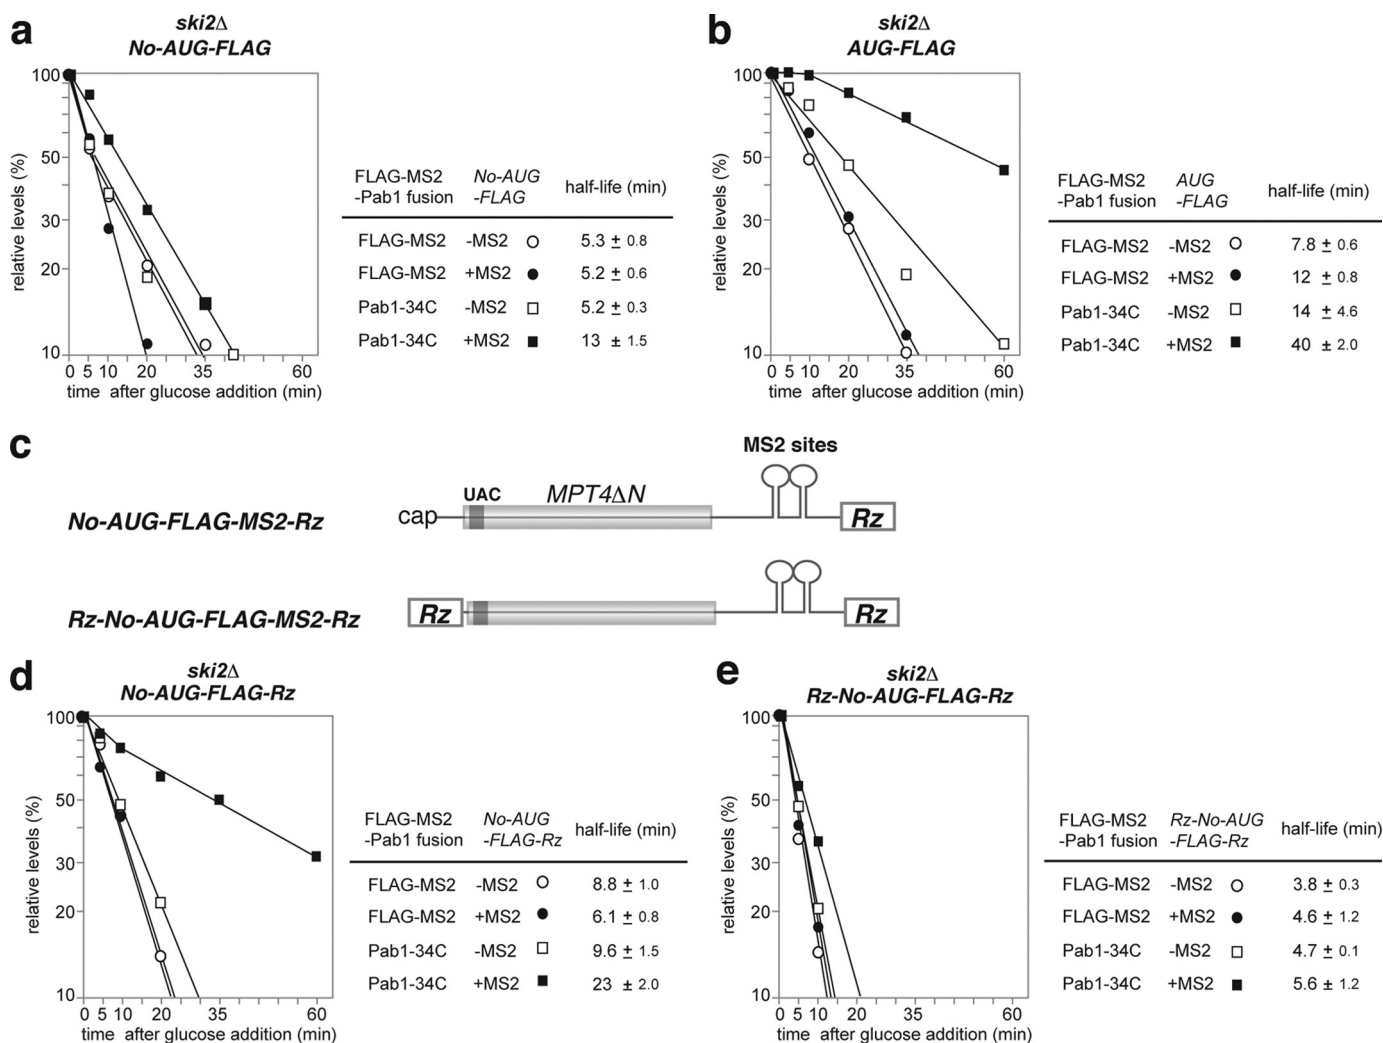 a
ski2Δ
No-AUG-FLAG
100
50
30
20
10
relative levels (%)
0 5 10 20 35 60
time after glucose addition (min)
FLAG-MS2 No-AUG half-life (min)
-Pab1 fusion -FLAG
FLAG-MS2 -MS2 5.3 ± 0.8
FLAG-MS2 +MS2 5.2 ± 0.6
Pab1-34C -MS2 5.2 ± 0.3
Pab1-34C +MS2 13 ± 1.5
b
ski2Δ
AUG-FLAG
100
50
30
20
10
relative levels (%)
0 5 10 20 35 60
time after glucose addition (min)
FLAG-MS2 AUG half-life (min)
-Pab1 fusion -FLAG
FLAG-MS2 -MS2 7.8 ± 0.6
FLAG-MS2 +MS2 12 ± 0.8
Pab1-34C -MS2 14 ± 4.6
Pab1-34C +MS2 40 ± 2.0
c
MS2 sites
UAC MPT4ΔN
No-AUG-FLAG-MS2-Rz cap Rz
Rz-No-AUG-FLAG-MS2-Rz Rz Rz
d
ski2Δ
No-AUG-FLAG-Rz
100
50
30
20
10
relative levels (%)
0 5 10 20 35 60
time after glucose addition (min)
FLAG-MS2 No-AUG half-life (min)
-Pab1 fusion -FLAG-Rz
FLAG-MS2 -MS2 8.8 ± 1.0
FLAG-MS2 +MS2 6.1 ± 0.8
Pab1-34C -MS2 9.6 ± 1.5
Pab1-34C +MS2 23 ± 2.0
e
ski2Δ
Rz-No-AUG-FLAG-Rz
100
50
30
20
10
relative levels (%)
0 5 10 20 35 60
time after glucose addition (min)
FLAG-MS2 Rz-No-AUG half-life (min)
-Pab1 fusion -FLAG-Rz
FLAG-MS2 -MS2 3.8 ± 0.3
FLAG-MS2 +MS2 4.6 ± 1.2
Pab1-34C -MS2 4.7 ± 0.1
Pab1-34C +MS2 5.6 ± 1.2